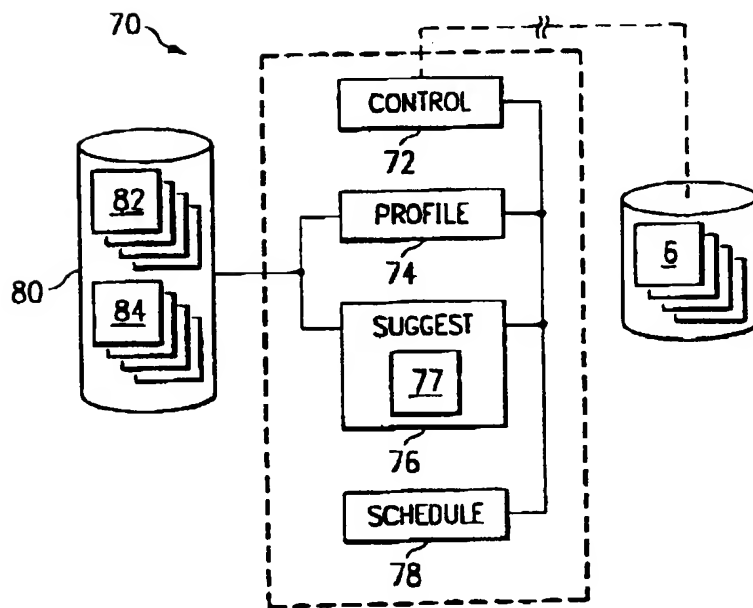 70
CONTROL
72
82
PROFILE
74
6
80
84
SUGGEST
77
76
SCHEDULE
78